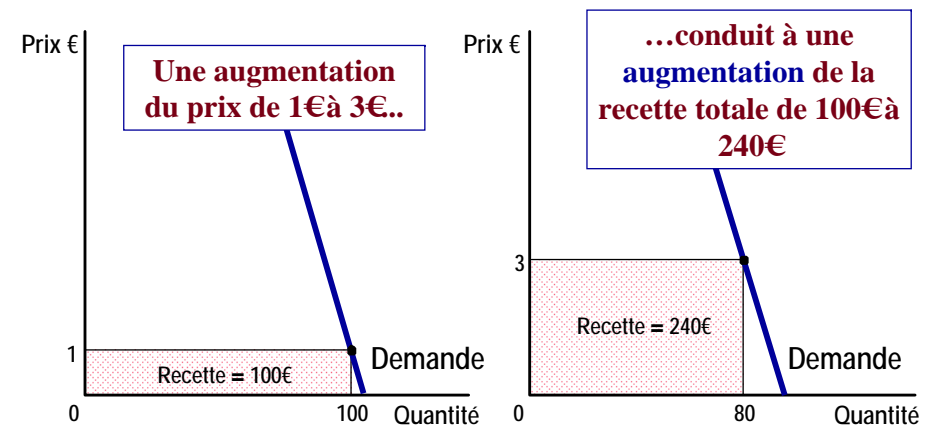 Prix €
Une augmentation
du prix de 1€à 3€...
1
Recette = 100€
Demande
0
100
Quantité
Prix €
…conduit à une
augmentation de la
recette totale de 100€à
240€
3
Recette = 240€
Demande
0
80
Quantité